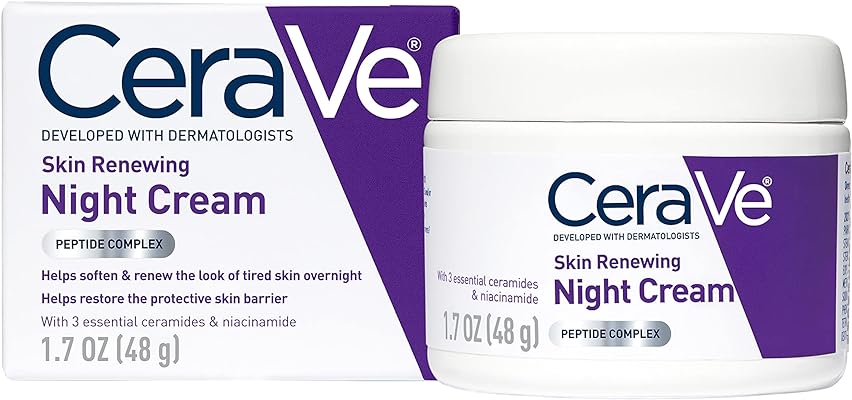 CeraVe®
DEVELOPED WITH DERMATOLOGISTS
Skin Renewing
Night Cream
PEPTIDE COMPLEX
Helps soften & renew the look of tired skin overnight
Helps restore the protective skin barrier
With 3 essential ceramides & niacinamide
1.7 OZ (48 g)
CeraVe®
DEVELOPED WITH DERMATOLOGISTS
Skin Renewing
Night Cream
PEPTIDE COMPLEX
With 3 essential ceramides
& niacinamide
1.7 OZ (48 g)